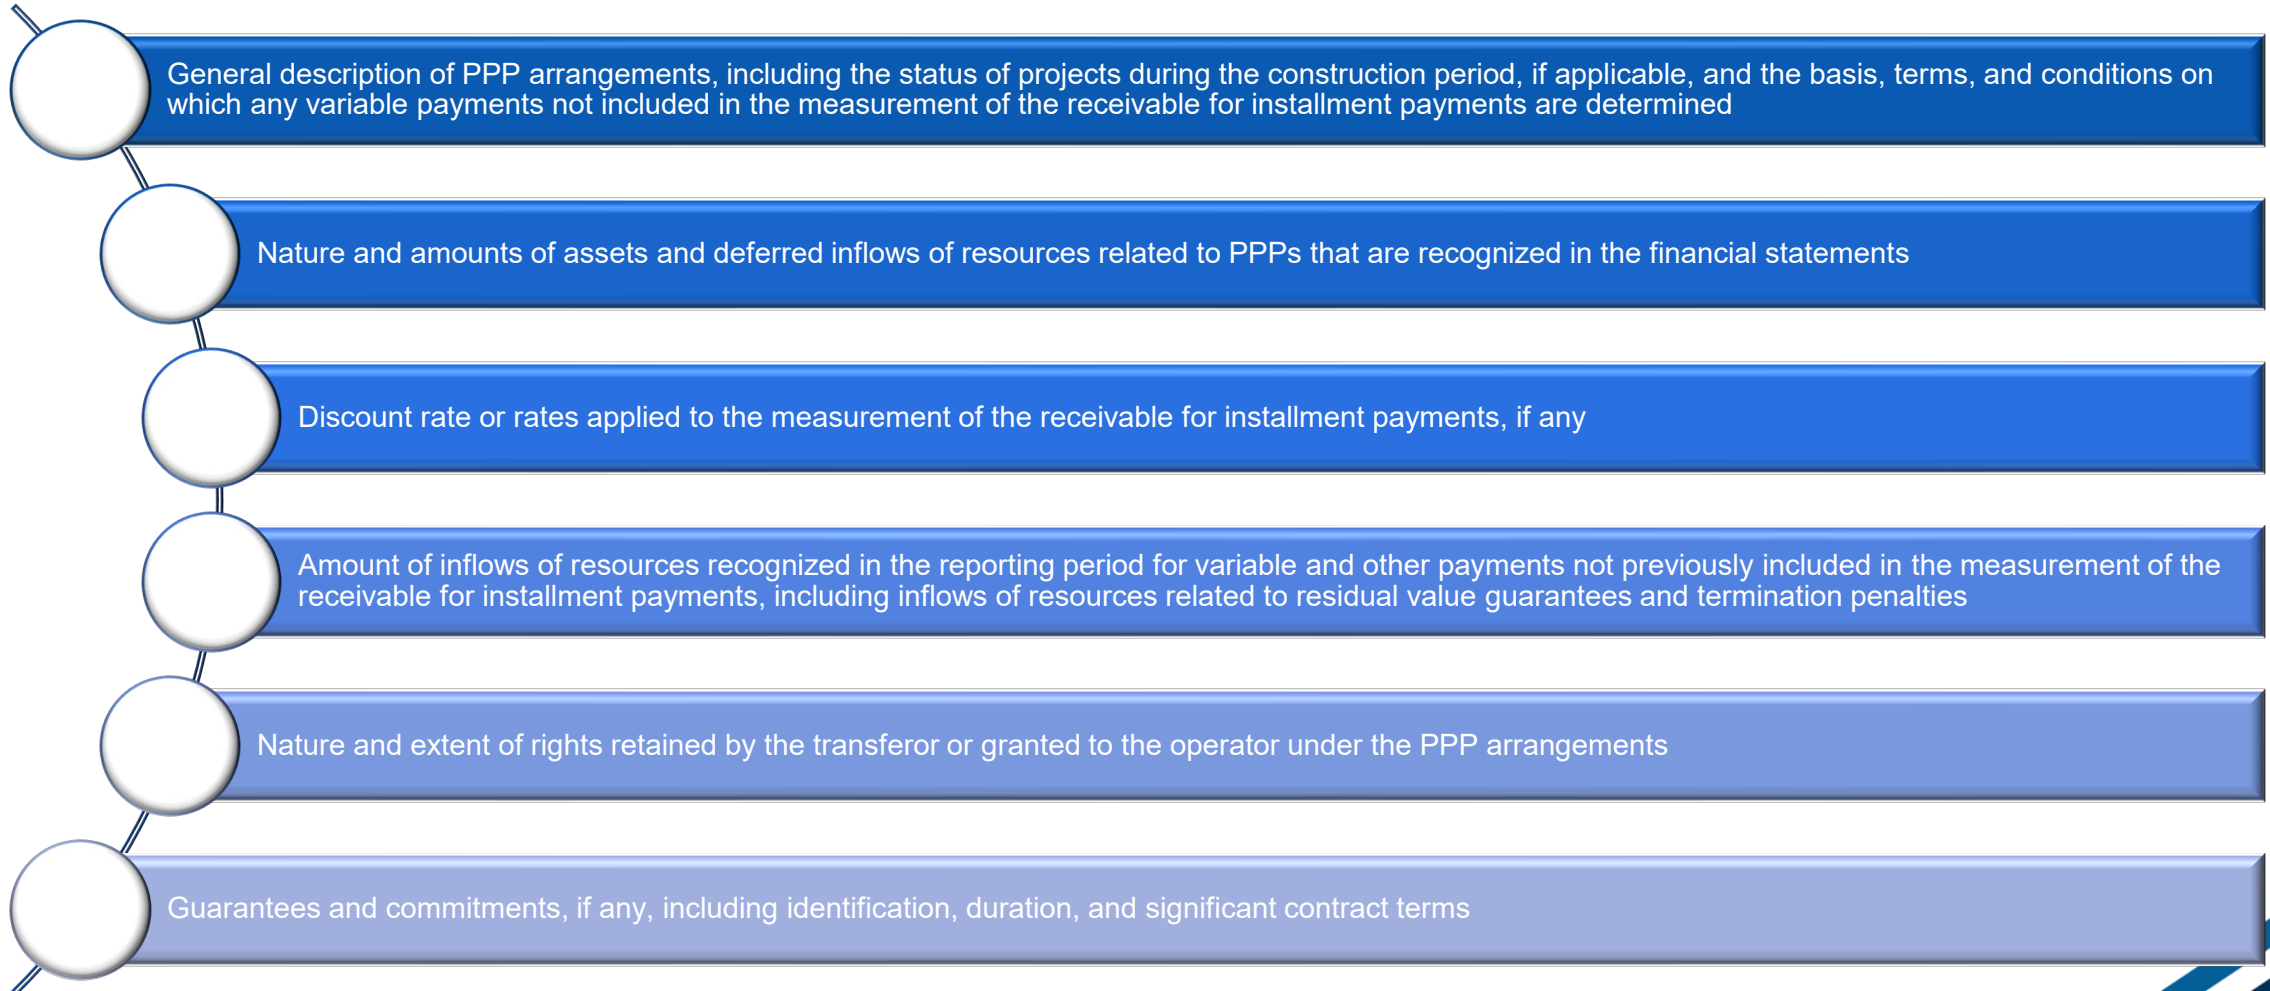 General description of PPP arrangements, including the status of projects during the construction period, if applicable, and the basis, terms, and conditions on
which any variable payments not included in the measurement of the receivable for installment payments are determined
Nature and amounts of assets and deferred inflows of resources related to PPPs that are recognized in the financial statements
Discount rate or rates applied to the measurement of the receivable for installment payments, if any
Amount of inflows of resources recognized in the reporting period for variable and other payments not previously included in the measurement of the
receivable for installment payments, including inflows of resources related to residual value guarantees and termination penalties
Nature and extent of rights retained by the transferor or granted to the operator under the PPP arrangements
Guarantees and commitments, if any, including identification, duration, and significant contract terms